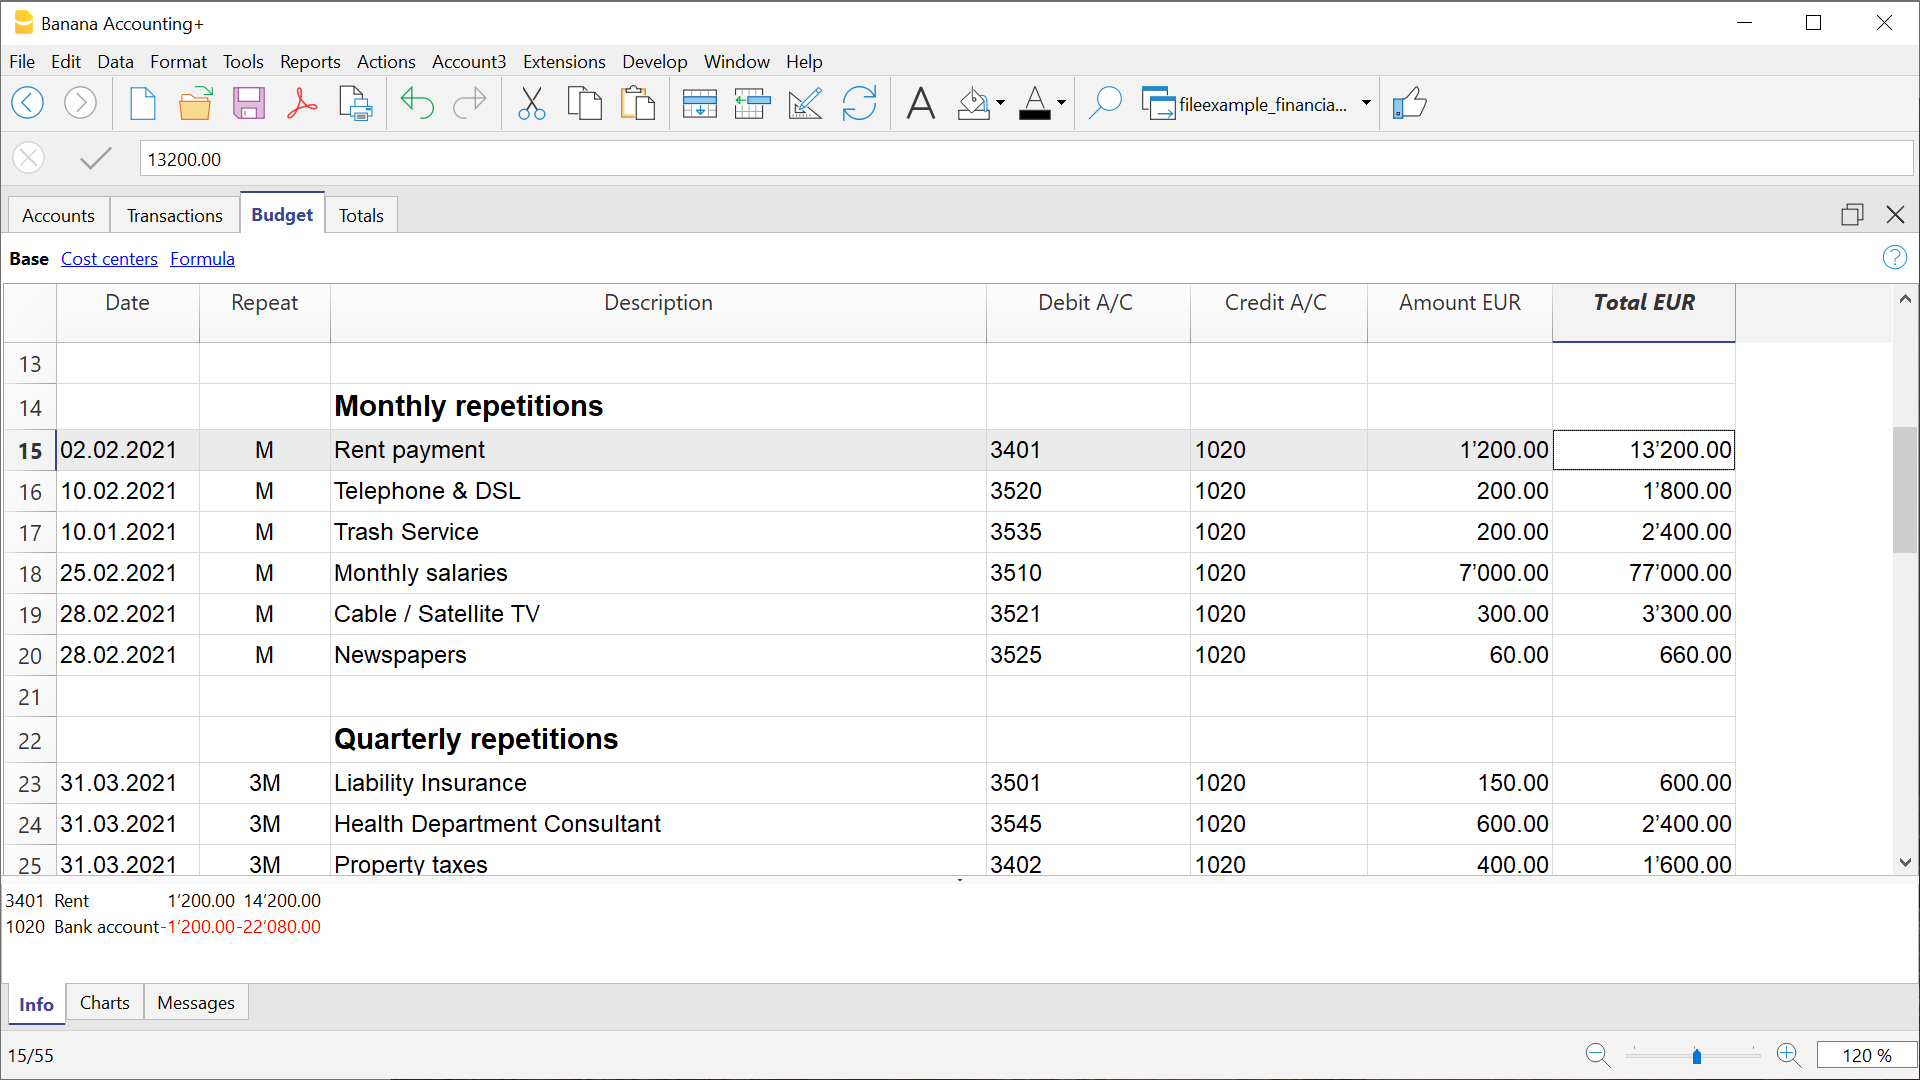 Banana Accounting+
File Edit Data Format Tools Reports Actions Account3 Extensions Develop Window Help
fileexample_financia...
13200.00
Accounts Transactions Budget Totals
Base Cost centers Formula
Date Repeat Description Debit A/C Credit A/C Amount EUR Total EUR
13
14 Monthly repetitions
15 02.02.2021 M Rent payment 3401 1020 1’200.00 13’200.00
16 10.02.2021 M Telephone & DSL 3520 1020 200.00 1’800.00
17 10.01.2021 M Trash Service 3535 1020 200.00 2’400.00
18 25.02.2021 M Monthly salaries 3510 1020 7’000.00 77’000.00
19 28.02.2021 M Cable / Satellite TV 3521 1020 300.00 3’300.00
20 28.02.2021 M Newspapers 3525 1020 60.00 660.00
21
22 Quarterly repetitions
23 31.03.2021 3M Liability Insurance 3501 1020 150.00 600.00
24 31.03.2021 3M Health Department Consultant 3545 1020 600.00 2’400.00
25 31.03.2021 3M Property taxes 3402 1020 400.00 1’600.00
3401 Rent 1’200.00 14’200.00
1020 Bank account -1’200.00 -22’080.00
Info Charts Messages
15/55 120 %